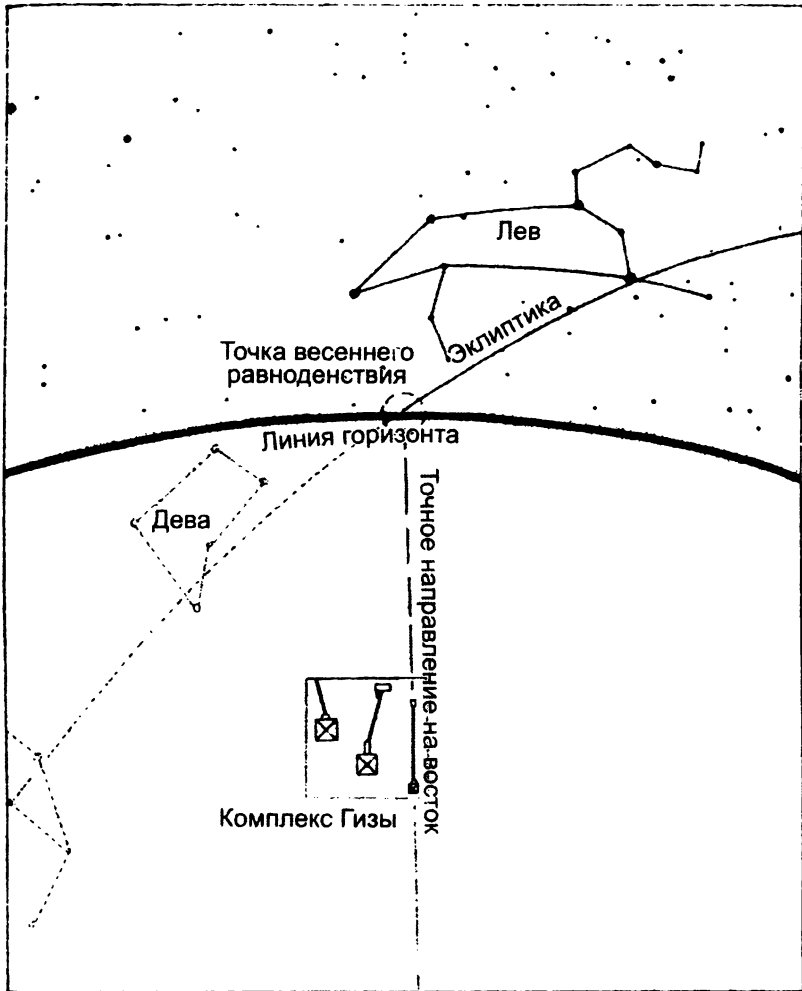 Лев
Эклиптика
Точка весеннего
равноденствия
Линия горизонта
Дева
Точное направление на восток
Комплекс Гизы